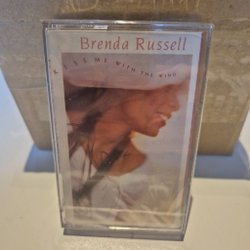 Brenda Russell
KISS ME WITH THE WIND